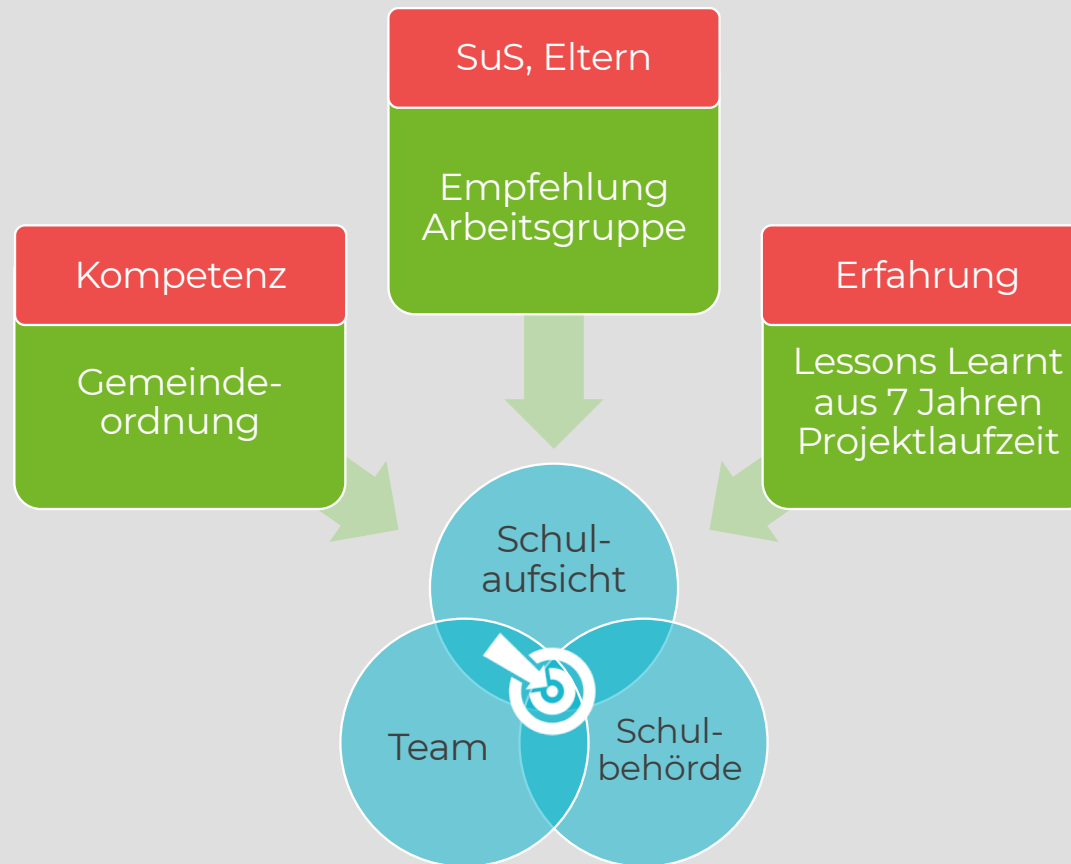 SuS, Eltern
Empfehlung
Arbeitsgruppe
Kompetenz
Gemeinde-
ordnung
Erfahrung
Lessons Learnt
aus 7 Jahren
Projektlaufzeit
Schul-
aufsicht
Team
Schul-
behörde